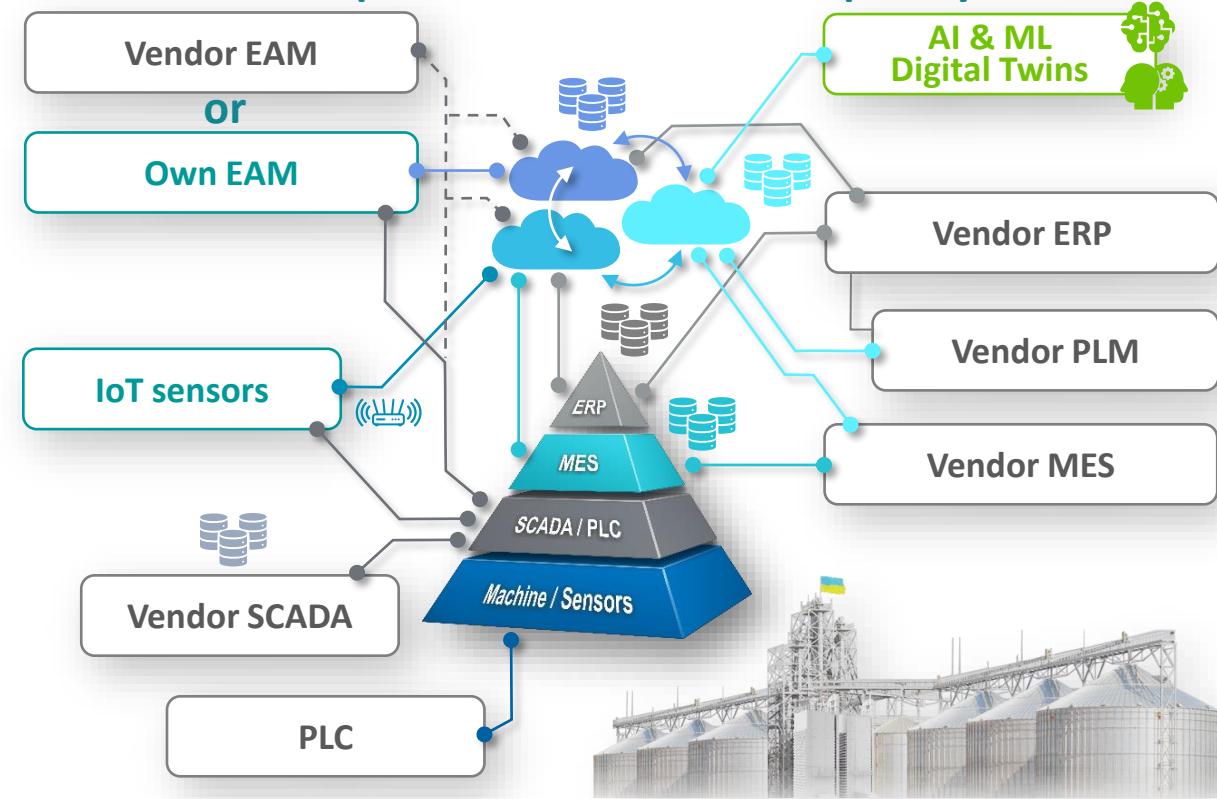 Vendor EAM
or
Own EAM
IoT sensors
Vendor SCADA
PLC
AI & ML
Digital Twins
Vendor ERP
Vendor PLM
Vendor MES
ERP
MES
SCADA / PLC
Machine / Sensors